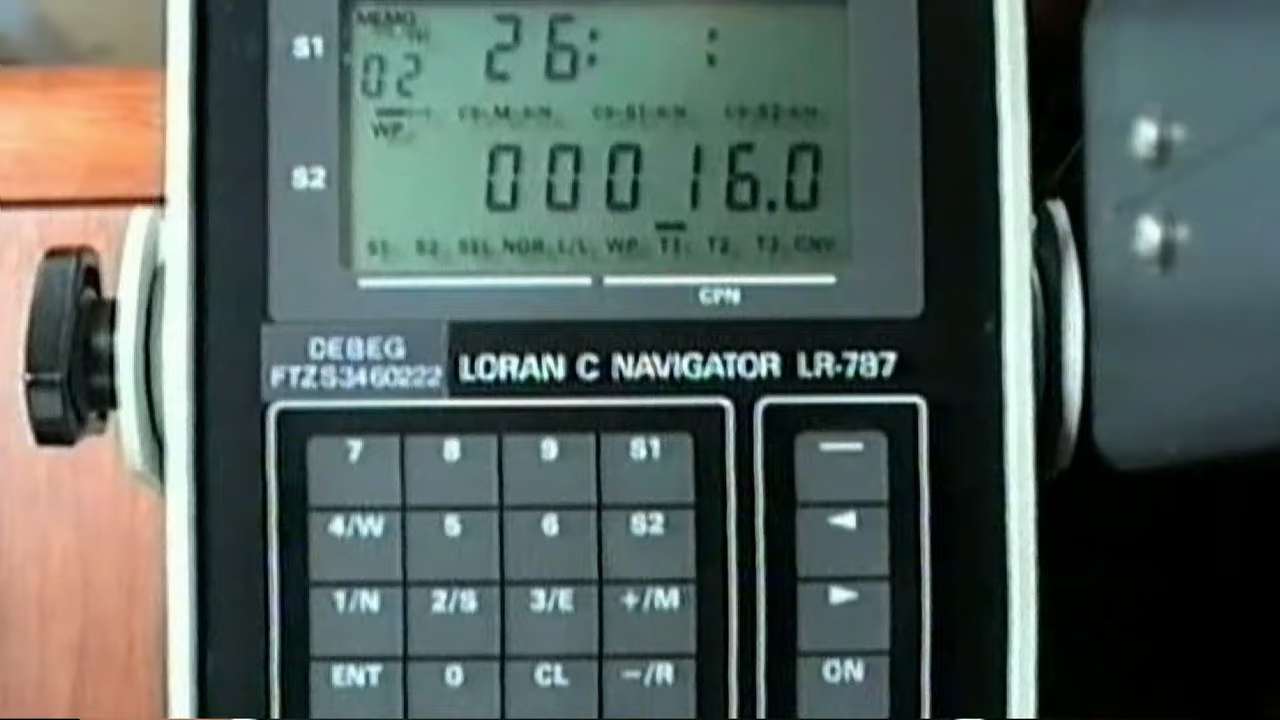 MEMO
S1 02 26: :
WP
S2 00016.0
S1 S2 SEL NOR L/L WP T1 T2 T3 CNV
CPN
DEBEG
FTZS3460222
LORAN C NAVIGATOR LR-787
7 8 9 S1 —
4/W 5 6 S2 ◄
1/N 2/S 3/E +/M ►
ENT 0 CL −/R ON